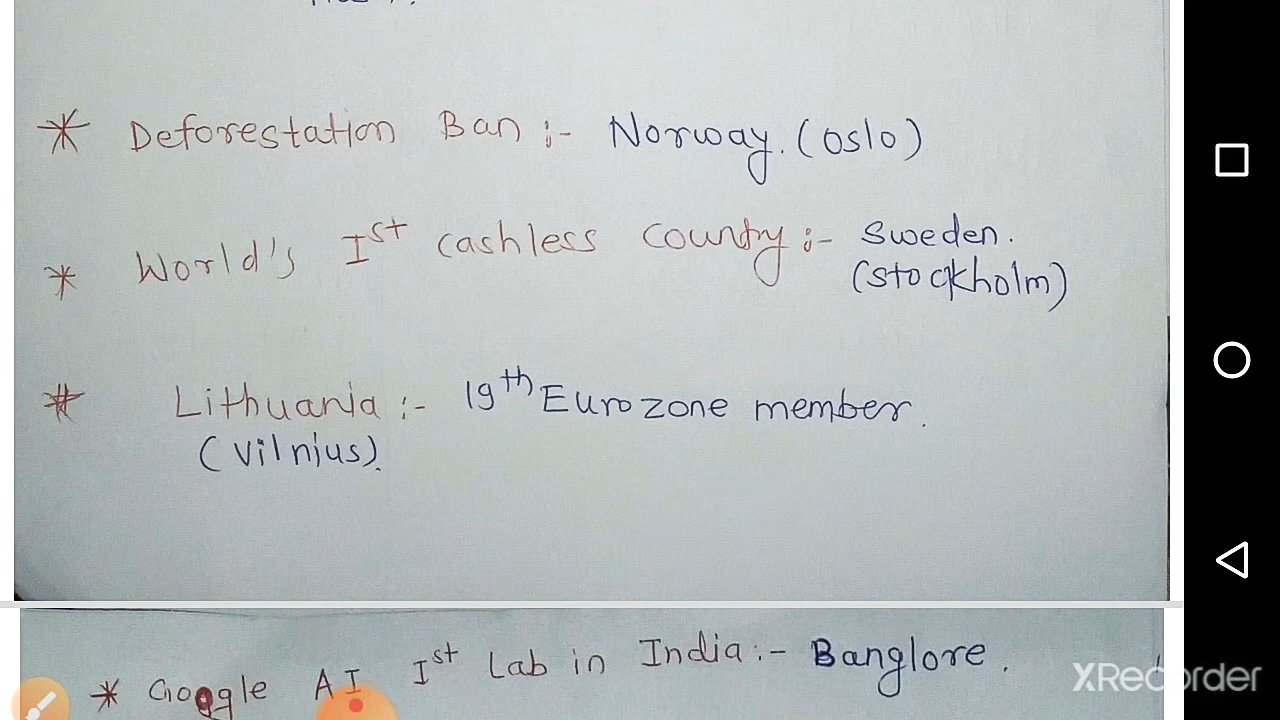 * Deforestation Ban :- Norway. (Oslo)
* World's Ist cashless country :- Sweden.
(Stockholm)
* Lithuania :- 19th Eurozone member.
(Vilnius).
* Google AI Ist Lab in India :- Banglore.
XRecorder